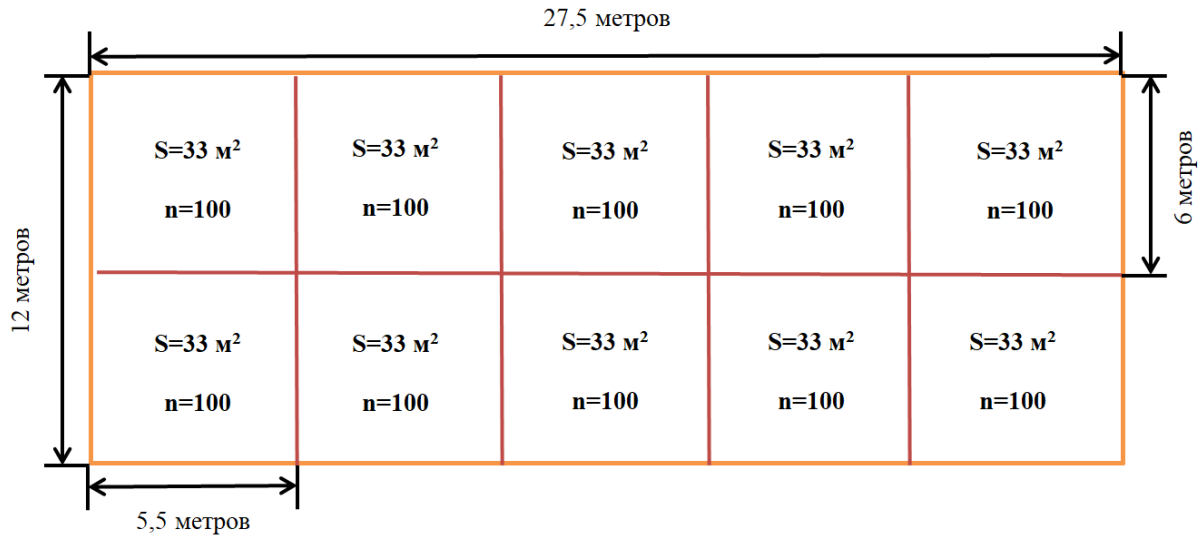 27,5 метров
S=33 м²
n=100
S=33 м²
n=100
S=33 м²
n=100
S=33 м²
n=100
S=33 м²
n=100
6 метров
12 метров
S=33 м²
n=100
S=33 м²
n=100
S=33 м²
n=100
S=33 м²
n=100
S=33 м²
n=100
5,5 метров